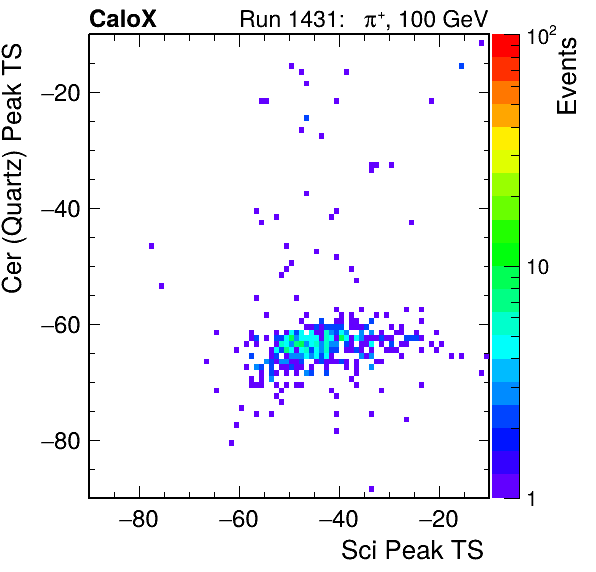 CaloX Run 1431: π⁺, 100 GeV
Cer (Quartz) Peak TS
−20
−40
−60
−80
−80 −60 −40 −20
Sci Peak TS
10²
10
1
Events